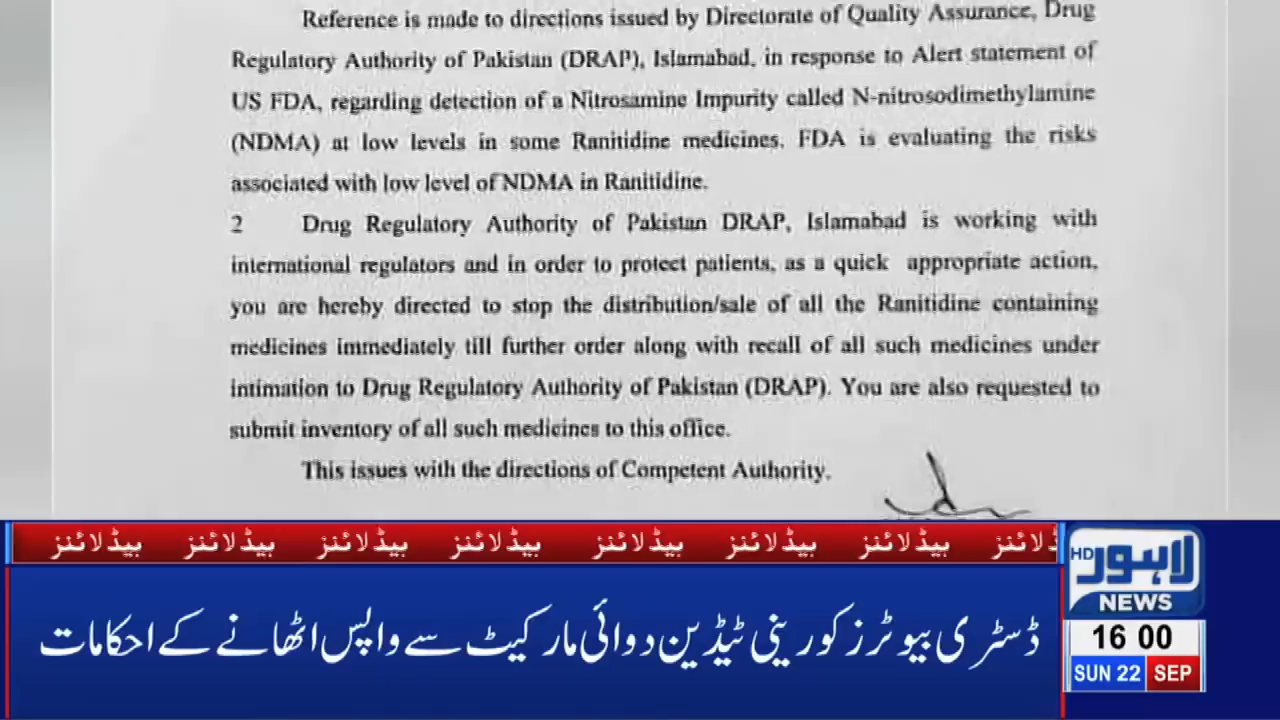 Reference is made to directions issued by Directorate of Quality Assurance, Drug
Regulatory Authority of Pakistan (DRAP), Islamabad, in response to Alert statement of
US FDA, regarding detection of a Nitrosamine Impurity called N-nitrosodimethylamine
(NDMA) at low levels in some Ranitidine medicines. FDA is evaluating the risks
associated with low level of NDMA in Ranitidine.
2 Drug Regulatory Authority of Pakistan DRAP, Islamabad is working with
international regulators and in order to protect patients, as a quick appropriate action,
you are hereby directed to stop the distribution/sale of all the Ranitidine containing
medicines immediately till further order along with recall of all such medicines under
intimation to Drug Regulatory Authority of Pakistan (DRAP). You are also requested to
submit inventory of all such medicines to this office.
This issues with the directions of Competent Authority.
ڈلائنز ہیڈلائنز ہیڈلائنز ہیڈلائنز ہیڈلائنز ہیڈلائنز ہیڈلائنز ہیڈلائنز
ڈسٹری بیوٹرز کو رینی ٹیڈین دوائی مارکیٹ سے واپس اٹھانے کے احکامات
HD لاہور
NEWS
16 00
SUN 22 SEP